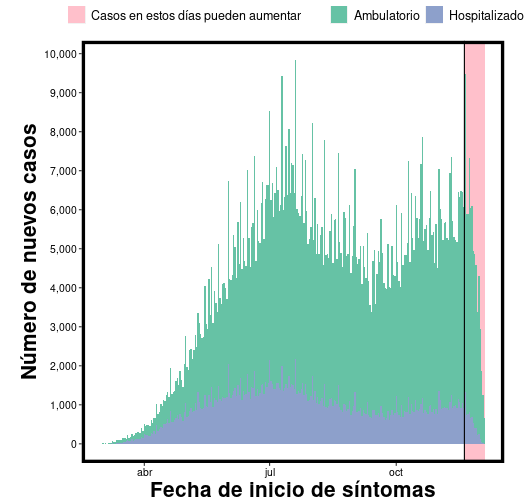 Casos en estos días pueden aumentar Ambulatorio Hospitalizado
Número de nuevos casos
10,000
9,000
8,000
7,000
6,000
5,000
4,000
3,000
2,000
1,000
0
abr jul oct
Fecha de inicio de síntomas